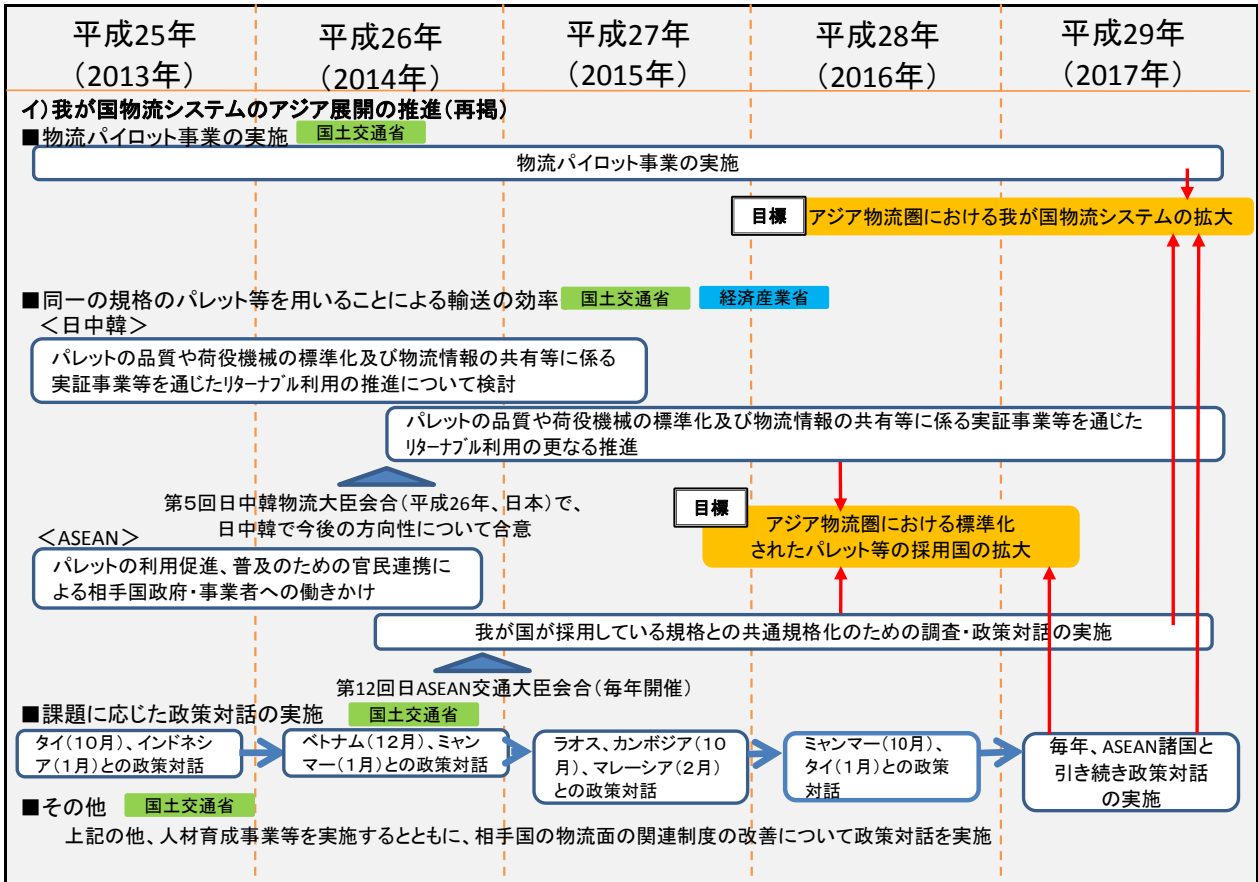 平成25年
（2013年）
平成26年
（2014年）
平成27年
（2015年）
平成28年
（2016年）
平成29年
（2017年）
イ）我が国物流システムのアジア展開の推進（再掲）
■物流パイロット事業の実施
国土交通省
物流パイロット事業の実施
目標
アジア物流圏における我が国物流システムの拡大
■同一の規格のパレット等を用いることによる輸送の効率
国土交通省
経済産業省
＜日中韓＞
パレットの品質や荷役機械の標準化及び物流情報の共有等に係る
実証事業等を通じたリターナブル利用の推進について検討
パレットの品質や荷役機械の標準化及び物流情報の共有等に係る実証事業等を通じた
リターナブル利用の更なる推進
第５回日中韓物流大臣会合（平成26年、日本）で、
日中韓で今後の方向性について合意
目標
アジア物流圏における標準化
されたパレット等の採用国の拡大
＜ASEAN＞
パレットの利用促進、普及のための官民連携に
よる相手国政府・事業者への働きかけ
我が国が採用している規格との共通規格化のための調査・政策対話の実施
第12回日ASEAN交通大臣会合（毎年開催）
■課題に応じた政策対話の実施
国土交通省
タイ（１０月）、インドネシ
ア（１月）との政策対話
ベトナム（１２月）、ミャン
マー（１月）との政策対話
ラオス、カンボジア（１０
月）、マレーシア（２月）
との政策対話
ミャンマー（10月）、
タイ（１月）との政策
対話
毎年、ASEAN諸国と
引き続き政策対話
の実施
■その他
国土交通省
上記の他、人材育成事業等を実施するとともに、相手国の物流面の関連制度の改善について政策対話を実施